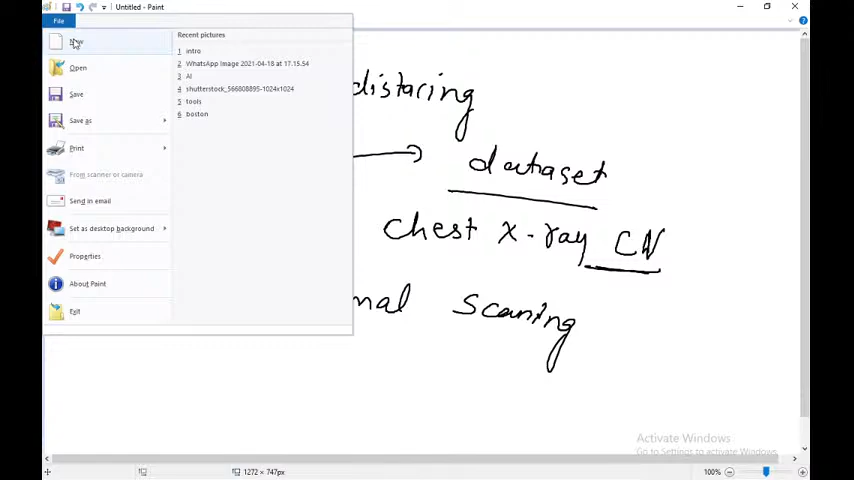 Untitled - Paint
File
New
Recent pictures
1 intro
2 WhatsApp Image 2021-04-18 at 17.15.54
3 AI
4 shutterstock_566808895-1024x1024
5 tools
6 boston
Open
Save
Save as
Print
From scanner or camera
Send in email
Set as desktop background
Properties
About Paint
Exit
distacing
dataset
chest x-ray CN
mal scaning
Activate Windows
Go to Settings to activate Windows.
1272 × 747px
100%